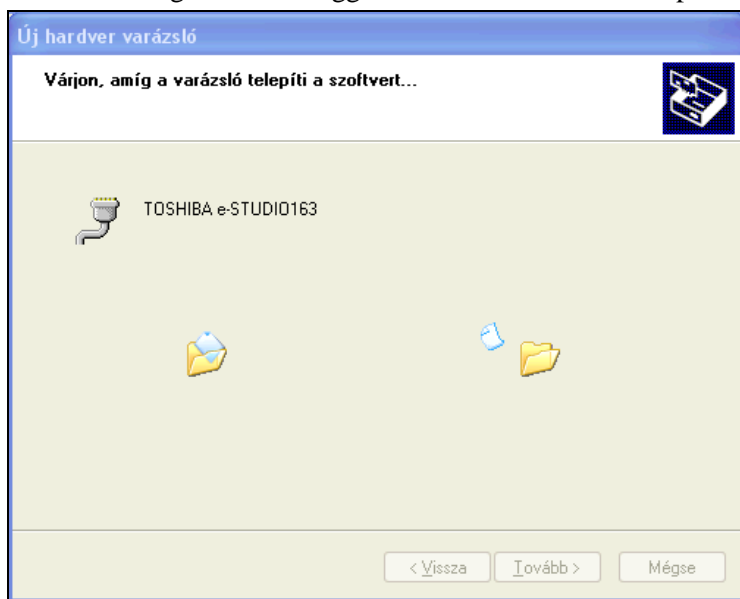 Új hardver varázsló
Várjon, amíg a varázsló telepíti a szoftvert...
TOSHIBA e-STUDIO163
< Vissza
Tovább >
Mégse